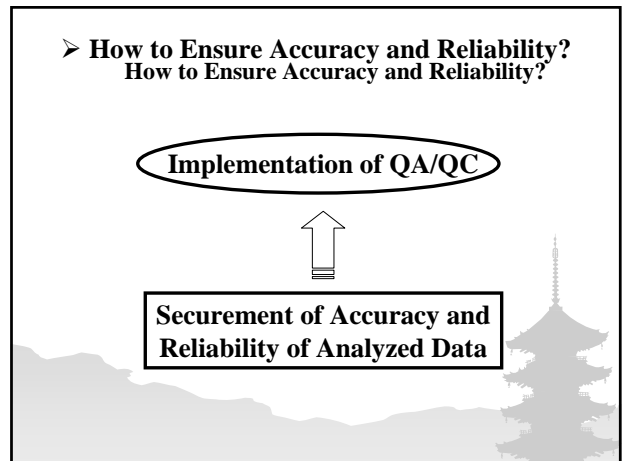 ➢ How to Ensure Accuracy and Reliability?
How to Ensure Accuracy and Reliability?
Implementation of QA/QC
Securement of Accuracy and
Reliability of Analyzed Data